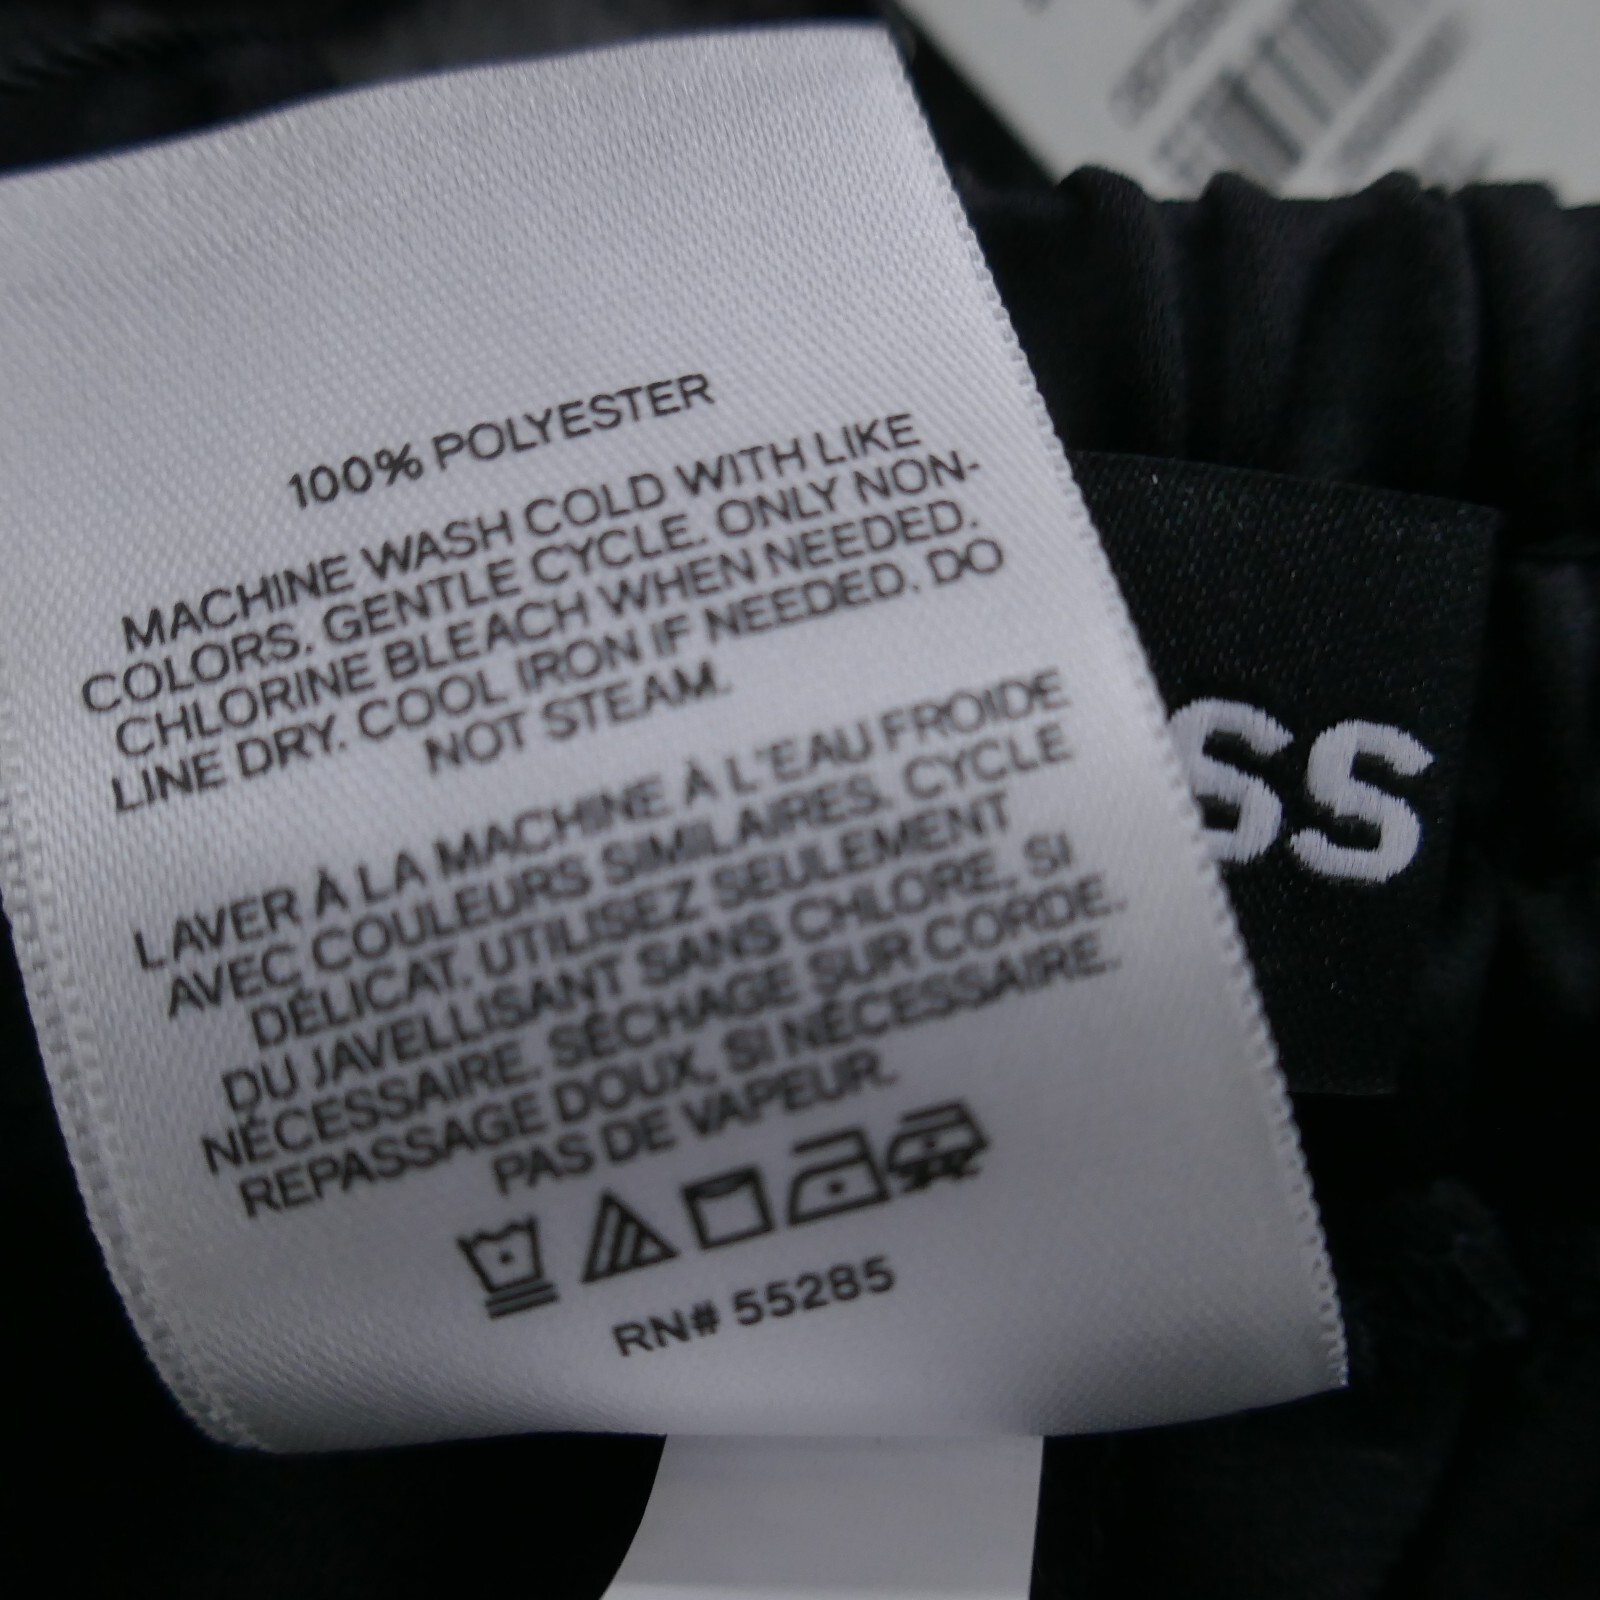 100% POLYESTER
MACHINE WASH COLD WITH LIKE
COLORS. GENTLE CYCLE. ONLY NON-
CHLORINE BLEACH WHEN NEEDED.
LINE DRY. COOL IRON IF NEEDED. DO
NOT STEAM.
LAVER À LA MACHINE À L'EAU FROIDE
AVEC COULEURS SIMILAIRES. CYCLE
DÉLICAT. UTILISEZ SEULEMENT
DU JAVELLISANT SANS CHLORE, SI
NÉCESSAIRE. SÉCHAGE SUR CORDE.
REPASSAGE DOUX, SI NÉCESSAIRE.
PAS DE VAPEUR.
RN# 55285
SS